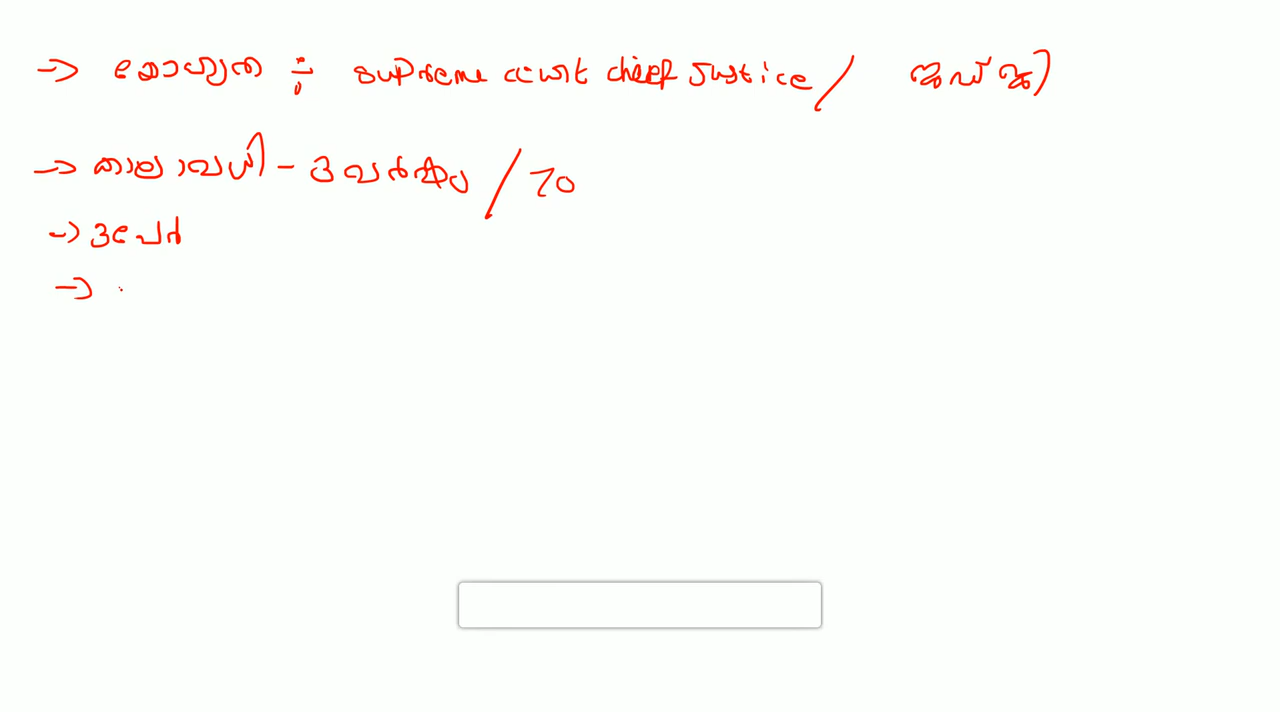 → യോഗ്യത ÷ supreme court chief Justice / ജഡ്ജി
→ കാലാവധി - 3 വർഷം / 70
→ 3 പേർ
→